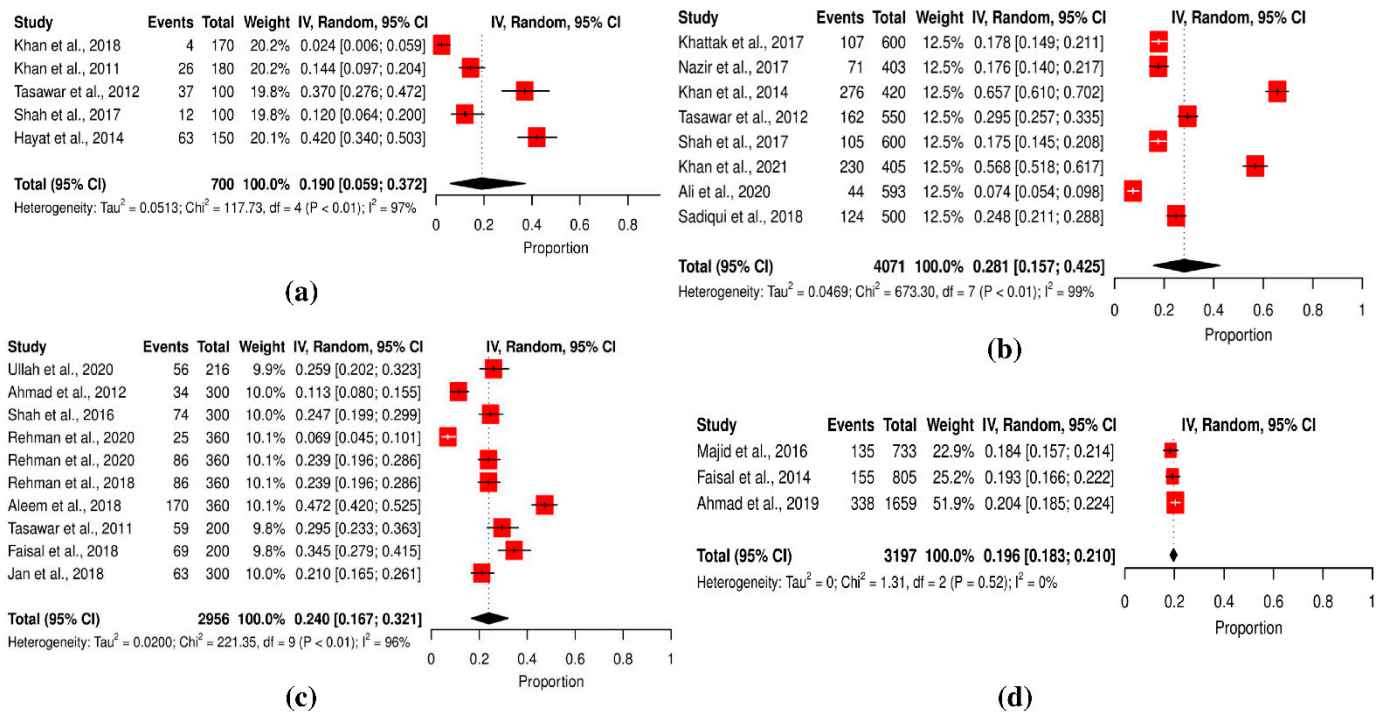 Study Events Total Weight IV, Random, 95% CI IV, Random, 95% CI
Khan et al., 2018 4 170 20.2% 0.024 [0.006; 0.059]
Khan et al., 2011 26 180 20.2% 0.144 [0.097; 0.204]
Tasawar et al., 2012 37 100 19.8% 0.370 [0.276; 0.472]
Shah et al., 2017 12 100 19.8% 0.120 [0.064; 0.200]
Hayat et al., 2014 63 150 20.1% 0.420 [0.340; 0.503]
Total (95% CI) 700 100.0% 0.190 [0.059; 0.372]
Heterogeneity: Tau² = 0.0513; Chi² = 117.73, df = 4 (P < 0.01); I² = 97%
0 0.2 0.4 0.6 0.8
Proportion
(a)
Study Events Total Weight IV, Random, 95% CI IV, Random, 95% CI
Khattak et al., 2017 107 600 12.5% 0.178 [0.149; 0.211]
Nazir et al., 2017 71 403 12.5% 0.176 [0.140; 0.217]
Khan et al., 2014 276 420 12.5% 0.657 [0.610; 0.702]
Tasawar et al., 2012 162 550 12.5% 0.295 [0.257; 0.335]
Shah et al., 2017 105 600 12.5% 0.175 [0.145; 0.208]
Khan et al., 2021 230 405 12.5% 0.568 [0.518; 0.617]
Ali et al., 2020 44 593 12.5% 0.074 [0.054; 0.098]
Sadiqui et al., 2018 124 500 12.5% 0.248 [0.211; 0.288]
Total (95% CI) 4071 100.0% 0.281 [0.157; 0.425]
Heterogeneity: Tau² = 0.0469; Chi² = 673.30, df = 7 (P < 0.01); I² = 99%
0 0.2 0.4 0.6 0.8 1
Proportion
(b)
Study Events Total Weight IV, Random, 95% CI IV, Random, 95% CI
Ullah et al., 2020 56 216 9.9% 0.259 [0.202; 0.323]
Ahmad et al., 2012 34 300 10.0% 0.113 [0.080; 0.155]
Shah et al., 2016 74 300 10.0% 0.247 [0.199; 0.299]
Rehman et al., 2020 25 360 10.1% 0.069 [0.045; 0.101]
Rehman et al., 2020 86 360 10.1% 0.239 [0.196; 0.286]
Rehman et al., 2018 86 360 10.1% 0.239 [0.196; 0.286]
Aleem et al., 2018 170 360 10.1% 0.472 [0.420; 0.525]
Tasawar et al., 2011 59 200 9.8% 0.295 [0.233; 0.363]
Faisal et al., 2018 69 200 9.8% 0.345 [0.279; 0.415]
Jan et al., 2018 63 300 10.0% 0.210 [0.165; 0.261]
Total (95% CI) 2956 100.0% 0.240 [0.167; 0.321]
Heterogeneity: Tau² = 0.0200; Chi² = 221.35, df = 9 (P < 0.01); I² = 96%
0 0.2 0.4 0.6 0.8 1
Proportion
(c)
Study Events Total Weight IV, Random, 95% CI IV, Random, 95% CI
Majid et al., 2016 135 733 22.9% 0.184 [0.157; 0.214]
Faisal et al., 2014 155 805 25.2% 0.193 [0.166; 0.222]
Ahmad et al., 2019 338 1659 51.9% 0.204 [0.185; 0.224]
Total (95% CI) 3197 100.0% 0.196 [0.183; 0.210]
Heterogeneity: Tau² = 0; Chi² = 1.31, df = 2 (P = 0.52); I² = 0%
0 0.2 0.4 0.6 0.8 1
Proportion
(d)